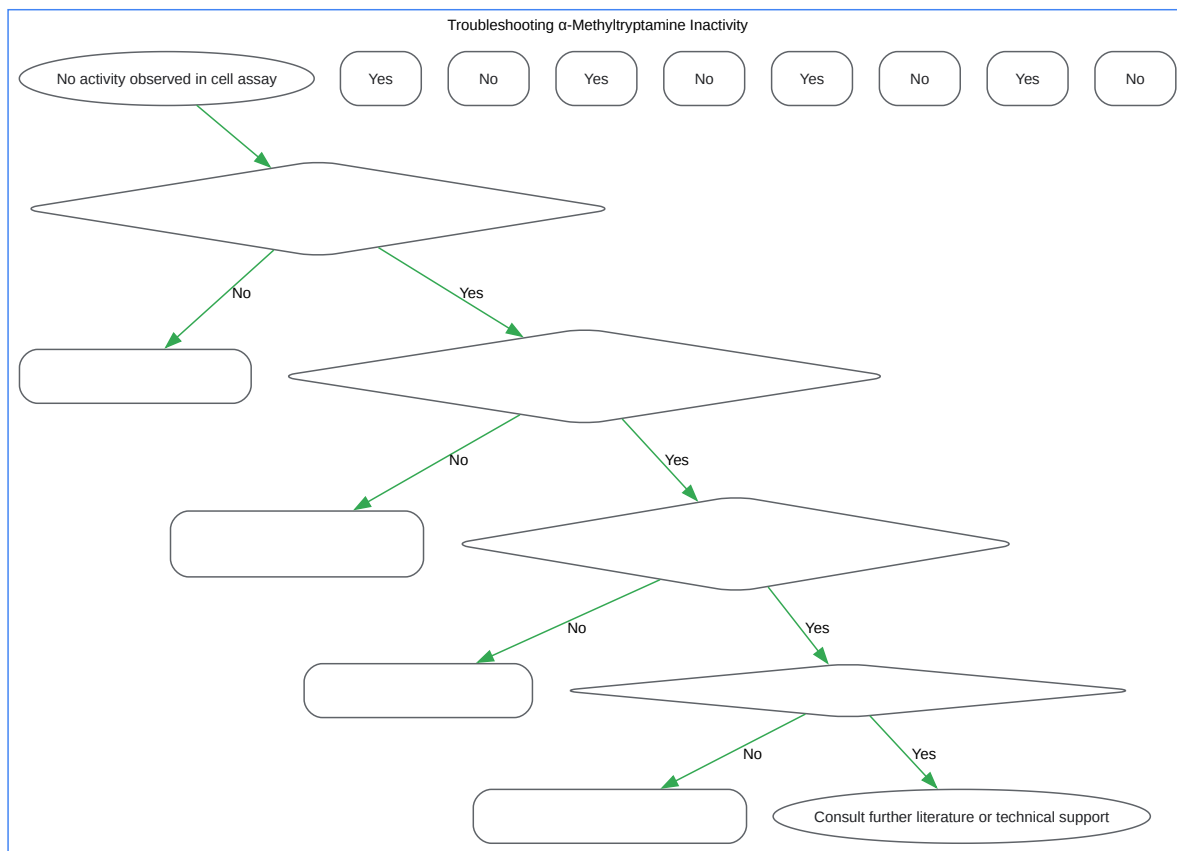 Troubleshooting α-Methyltryptamine Inactivity
No activity observed in cell assay
Yes
No
Yes
No
Yes
No
Yes
No
No
Yes
No
Yes
No
Yes
No
Yes
Consult further literature or technical support